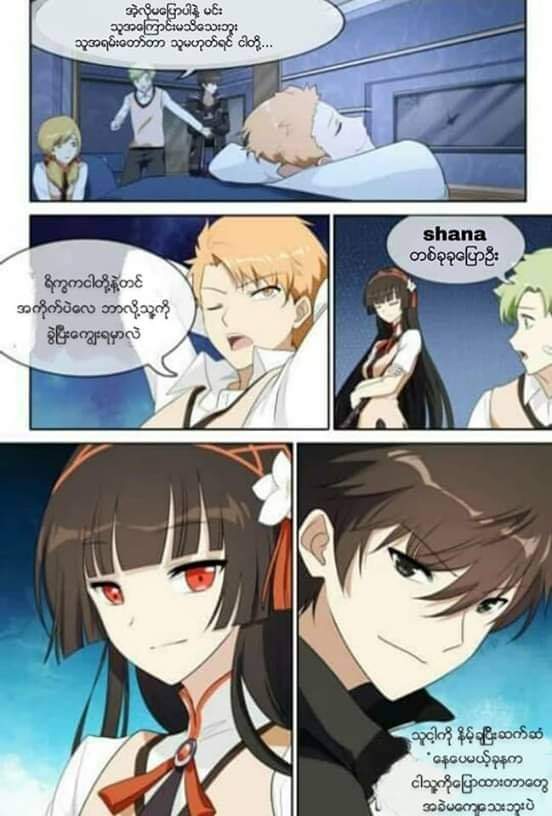 အဲ့လိုမပြောပါနဲ့ မင်း
သူ့အကြောင်းမသိသေးဘူး
သူအရမ်းတော်တာ သူမဟုတ်ရင် ငါတို့...
ရိကွကငါတို့နဲ့တင်
အကိုက်ပဲလေ ဘာလို့သူ့ကို
ခွဲပြီးကျွေးရမှာလဲ
shana
တစ်ခုခုပြောဦး
သူငါ့ကို နိမ့်ချပြီးဆက်ဆံ
နေပေမယ့်ခုနက
ငါသူ့ကိုပြောထားတာတွေ
အခဲမကျေသေးဘူးပဲ